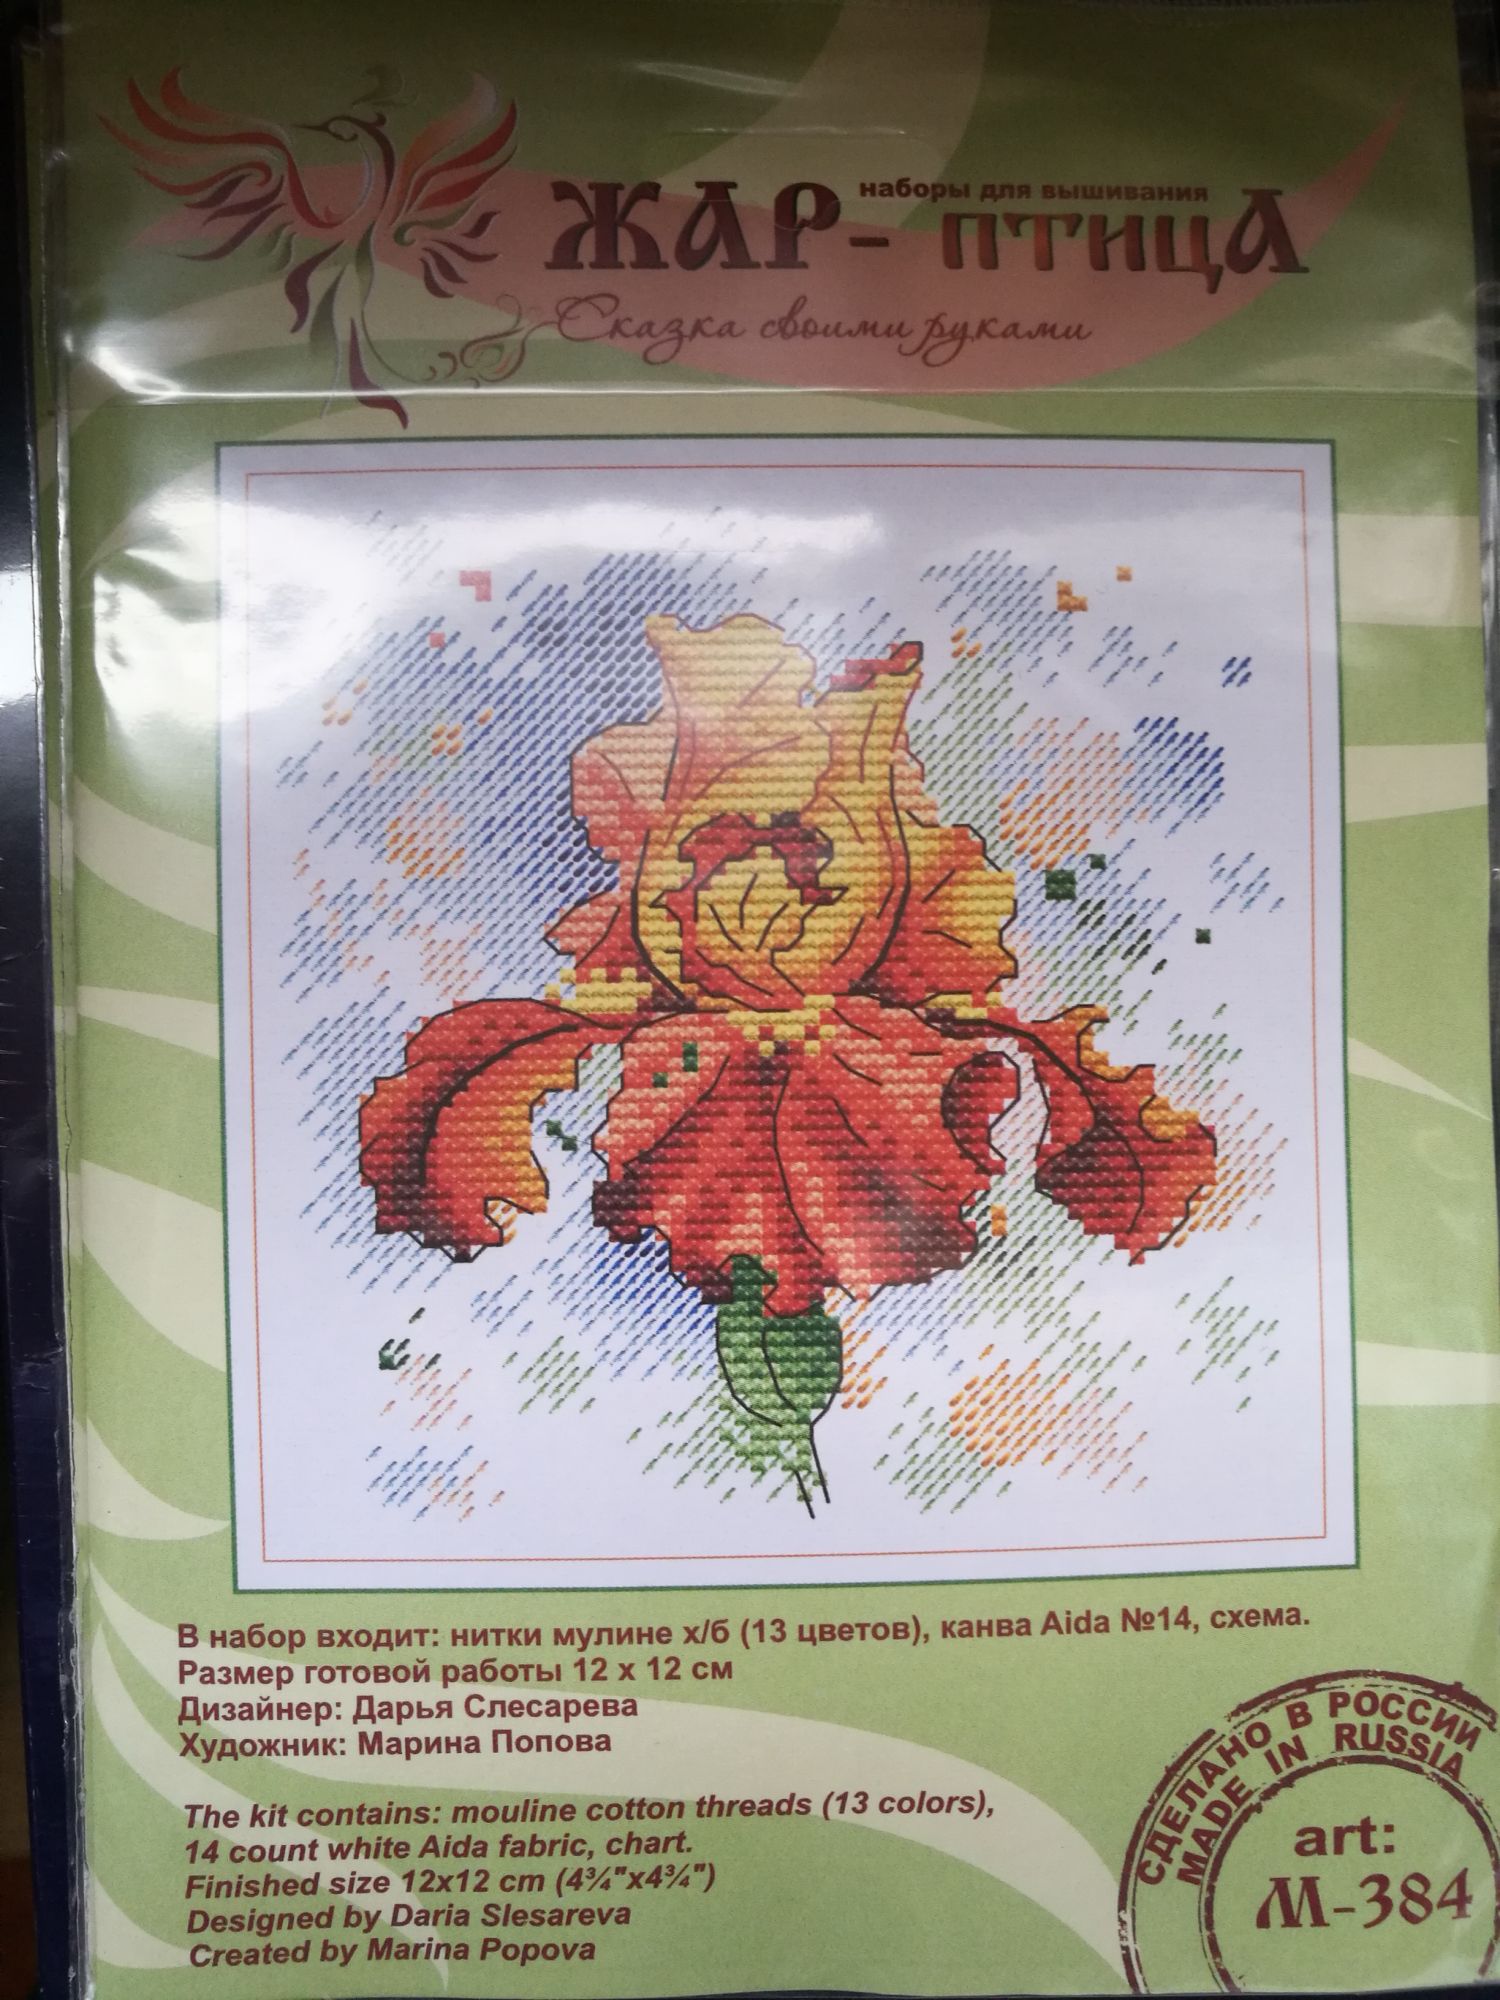 наборы для вышивания
ЖАР-ПТИЦА
Сказка своими руками
В набор входит: нитки мулине х/б (13 цветов), канва Aida №14, схема.
Размер готовой работы 12 х 12 см
Дизайнер: Дарья Слесарева
Художник: Марина Попова
The kit contains: mouline cotton threads (13 colors),
14 count white Aida fabric, chart.
Finished size 12x12 cm (4¾"x4¾")
Designed by Daria Slesareva
Created by Marina Popova
СДЕЛАНО В РОССИИ
MADE IN RUSSIA
art:
М-384